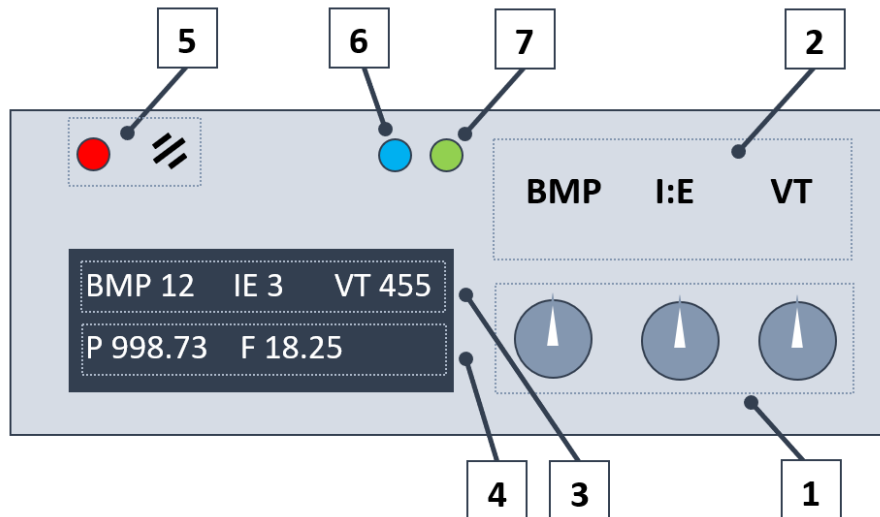 5 6 7 2
BMP I:E VT
BMP 12 IE 3 VT 455
P 998.73 F 18.25
4 3 1